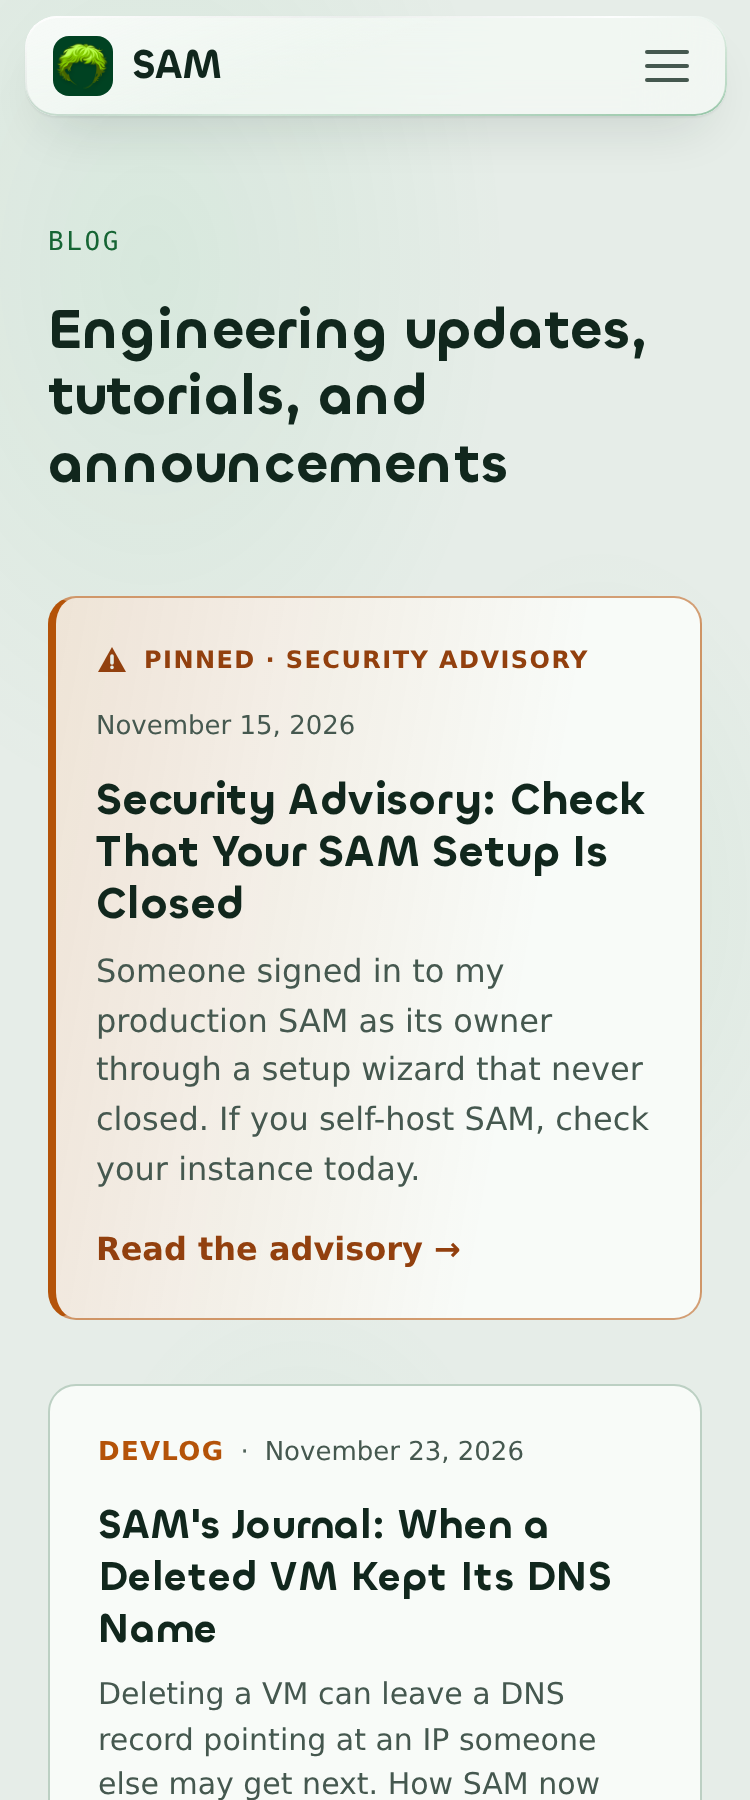 SAM
BLOG
Engineering updates,
tutorials, and
announcements
PINNED · SECURITY ADVISORY
November 15, 2026
Security Advisory: Check
That Your SAM Setup Is
Closed
Someone signed in to my
production SAM as its owner
through a setup wizard that never
closed. If you self-host SAM, check
your instance today.
Read the advisory →
DEVLOG · November 23, 2026
SAM's Journal: When a
Deleted VM Kept Its DNS
Name
Deleting a VM can leave a DNS
record pointing at an IP someone
else may get next. How SAM now